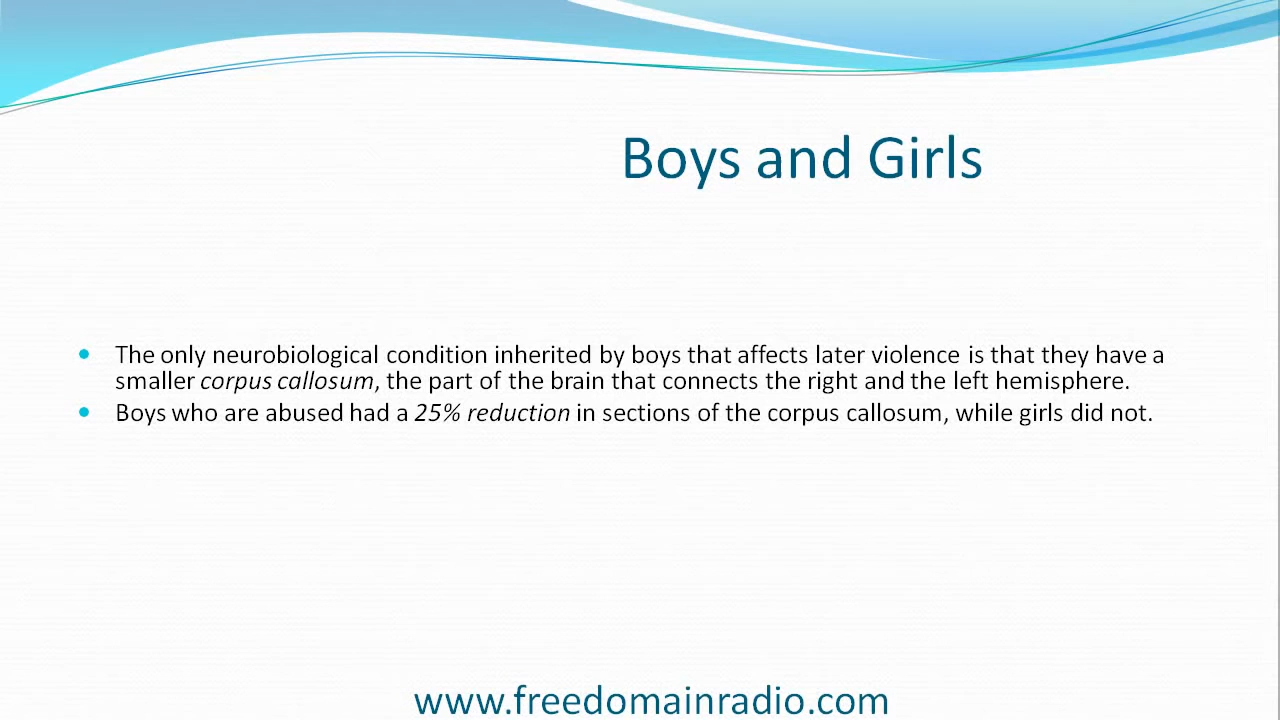 Boys and Girls
• The only neurobiological condition inherited by boys that affects later violence is that they have a
smaller corpus callosum, the part of the brain that connects the right and the left hemisphere.
• Boys who are abused had a 25% reduction in sections of the corpus callosum, while girls did not.
www.freedomainradio.com